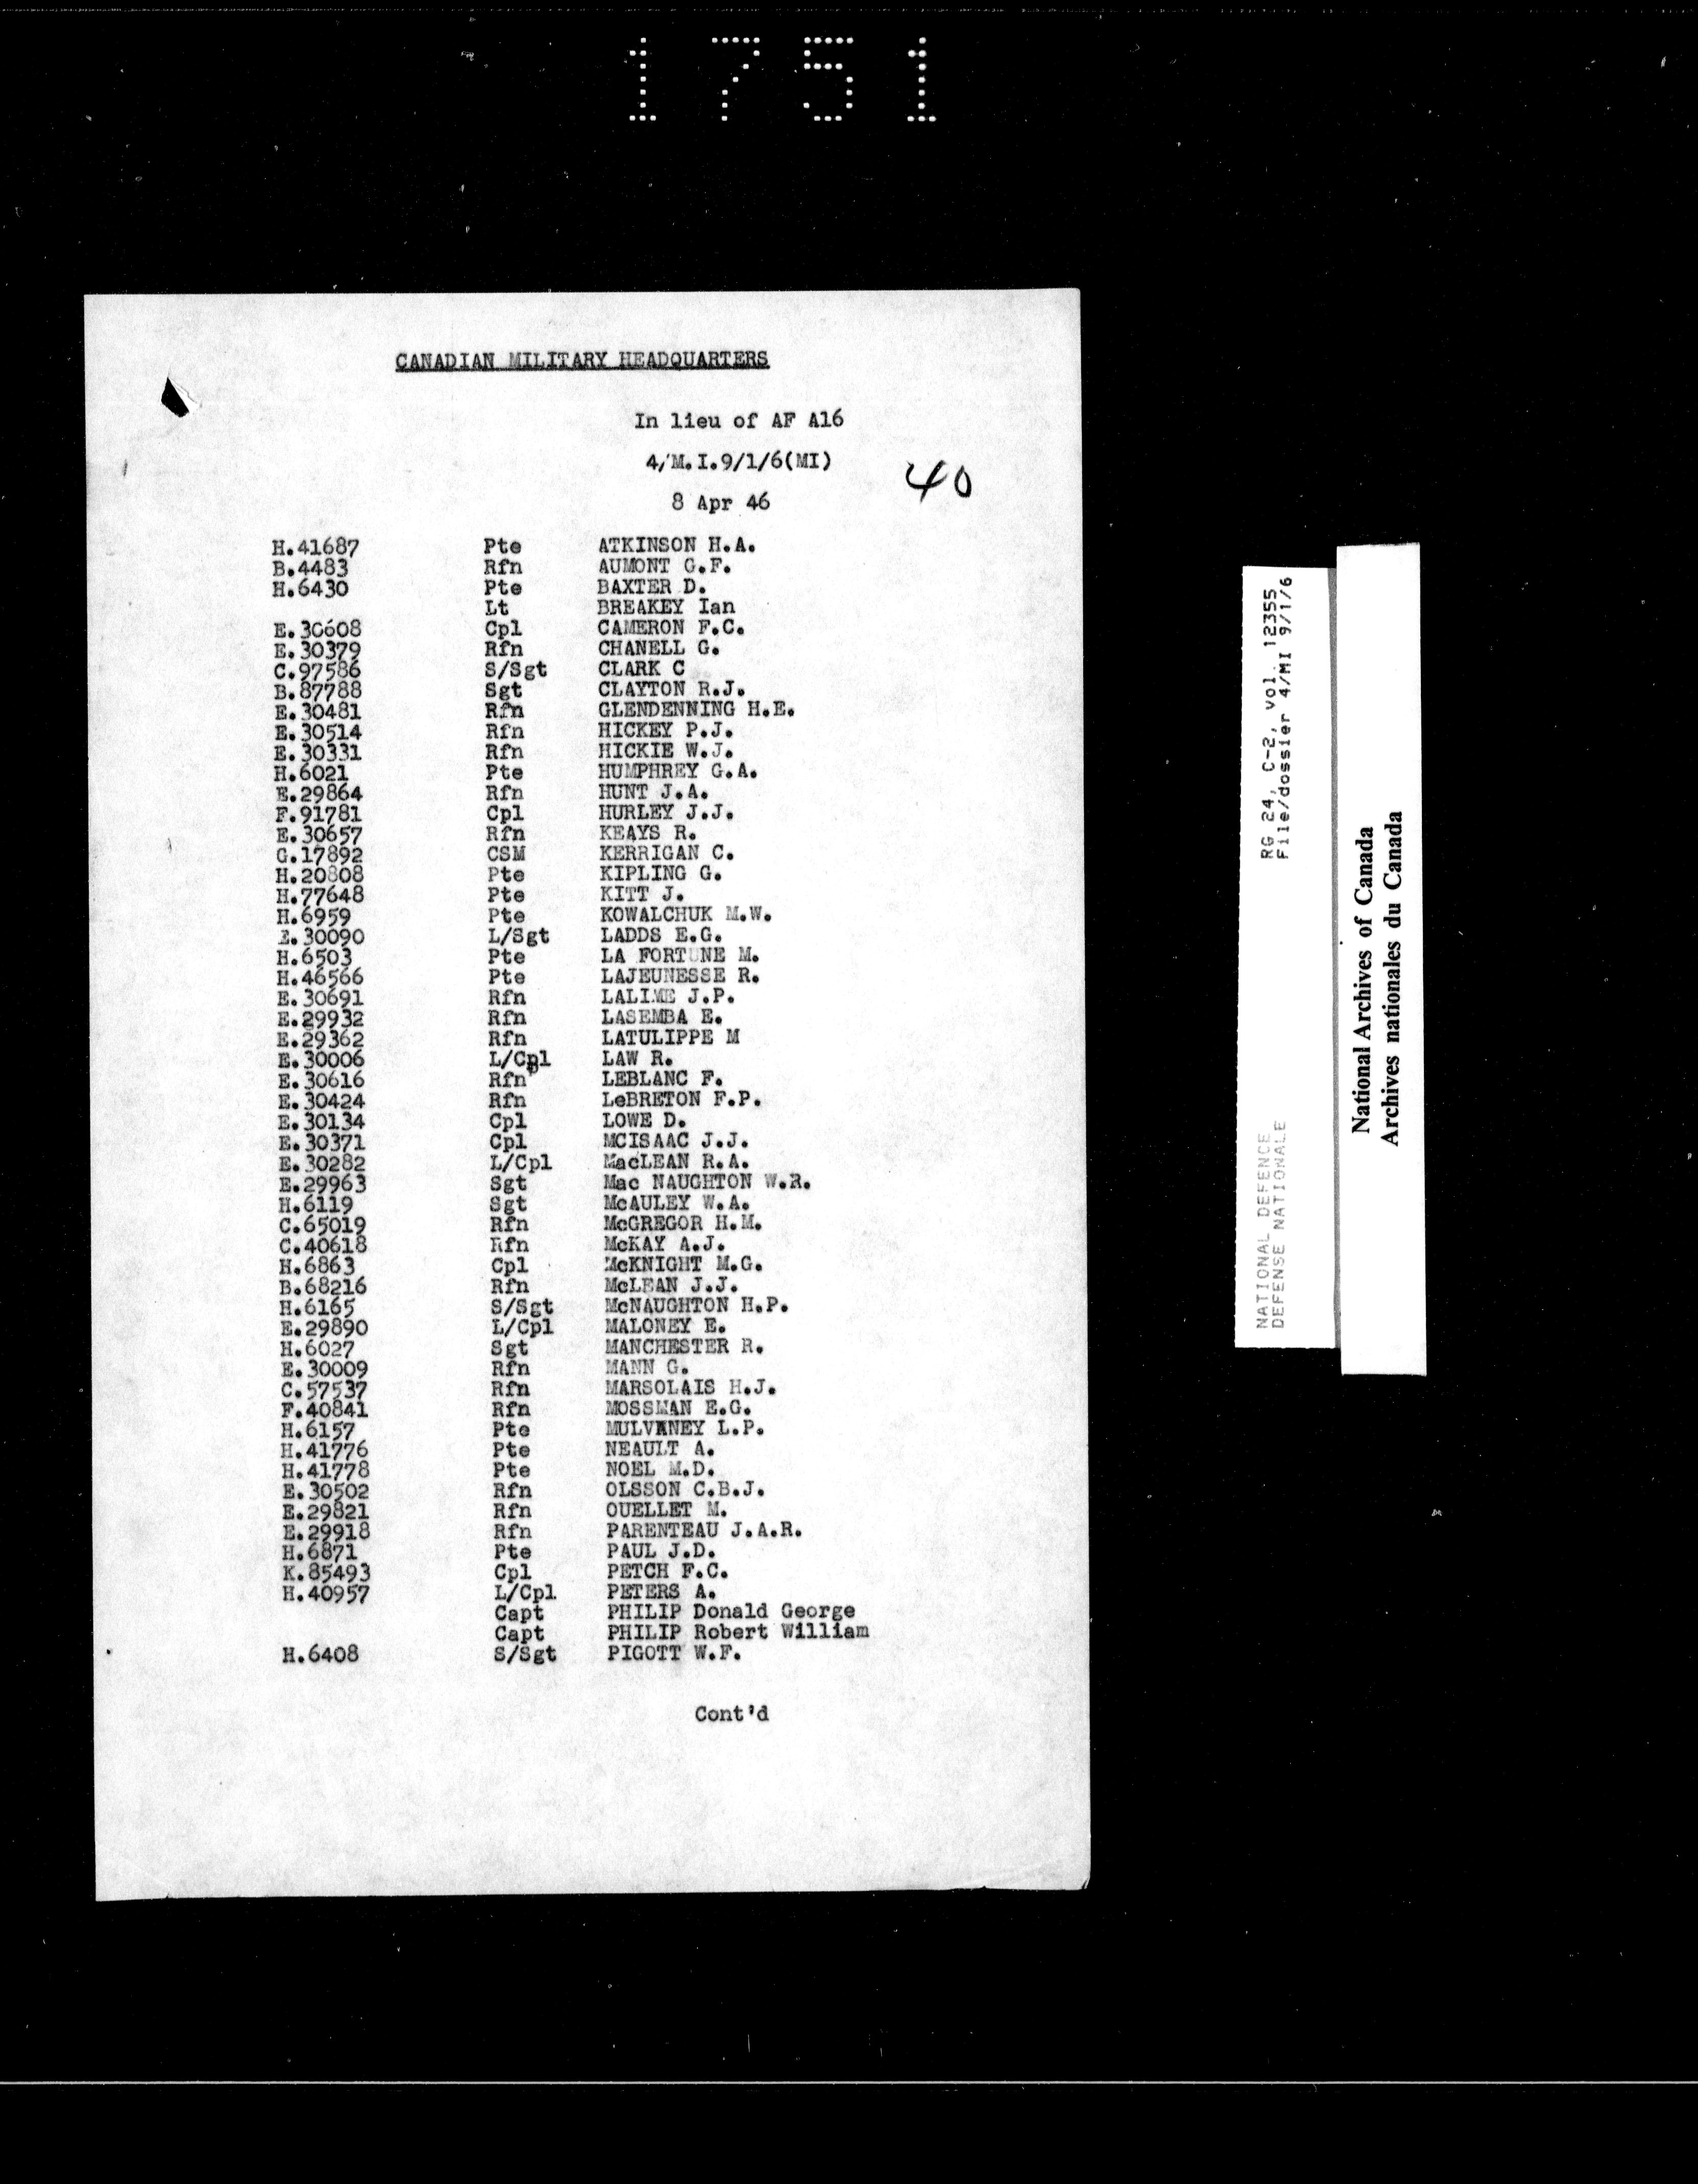 1751
CANADIAN MILITARY HEADQUARTERS
In lieu of AF A16
4/M.I.9/1/6(MI)
40
8 Apr 46
H.41687 Pte ATKINSON H.A.
B.4483 Rfn AUMONT G.F.
H.6430 Pte BAXTER D.
Lt BREAKEY Ian
E.30608 Cpl CAMERON F.C.
E.30379 Rfn CHANELL G.
C.97586 S/Sgt CLARK C
B.87788 Sgt CLAYTON R.J.
E.30481 Rfn GLENDENNING H.E.
E.30514 Rfn HICKEY P.J.
E.30331 Rfn HICKIE W.J.
H.6021 Pte HUMPHREY G.A.
E.29864 Rfn HUNT J.A.
F.91781 Cpl HURLEY J.J.
E.30657 Rfn KEAYS R.
G.17892 CSM KERRIGAN C.
H.20808 Pte KIPLING G.
H.77648 Pte KITT J.
H.6959 Pte KOWALCHUK M.W.
E.30090 L/Sgt LADDS E.G.
H.6503 Pte LA FORTUNE M.
H.46566 Pte LAJEUNESSE R.
E.30691 Rfn LALIME J.P.
E.29932 Rfn LASEMBA E.
E.29362 Rfn LATULIPPE M
E.30006 L/Cpl LAW R.
E.30616 Rfn LEBLANC F.
E.30424 Rfn LeBRETON F.P.
E.30134 Cpl LOWE D.
E.30371 Cpl MCISAAC J.J.
E.30282 L/Cpl MacLEAN R.A.
E.29963 Sgt Mac NAUGHTON W.R.
H.6119 Sgt McAULEY W.A.
C.65019 Rfn McGREGOR H.M.
C.40618 Rfn McKAY A.J.
H.6863 Cpl McKNIGHT M.G.
B.68216 Rfn McLEAN J.J.
H.6165 S/Sgt McNAUGHTON H.P.
E.29890 L/Cpl MALONEY E.
H.6027 Sgt MANCHESTER R.
E.30009 Rfn MANN G.
C.57537 Rfn MARSOLAIS H.J.
F.40841 Rfn MOSSMAN E.G.
H.6157 Pte MULVANEY L.P.
H.41776 Pte NEAULT A.
H.41778 Pte NOEL M.D.
E.30502 Rfn OLSSON C.B.J.
E.29821 Rfn OUELLET M.
E.29918 Rfn PARENTEAU J.A.R.
H.6871 Pte PAUL J.D.
K.85493 Cpl PETCH F.C.
H.40957 L/Cpl PETERS A.
Capt PHILIP Donald George
Capt PHILIP Robert William
H.6408 S/Sgt PIGOTT W.F.
Cont'd
NATIONAL DEFENCE RG 24, C-2, vol. 12355
DEFENSE NATIONALE File/dossier 4/MI 9/1/6
National Archives of Canada
Archives nationales du Canada